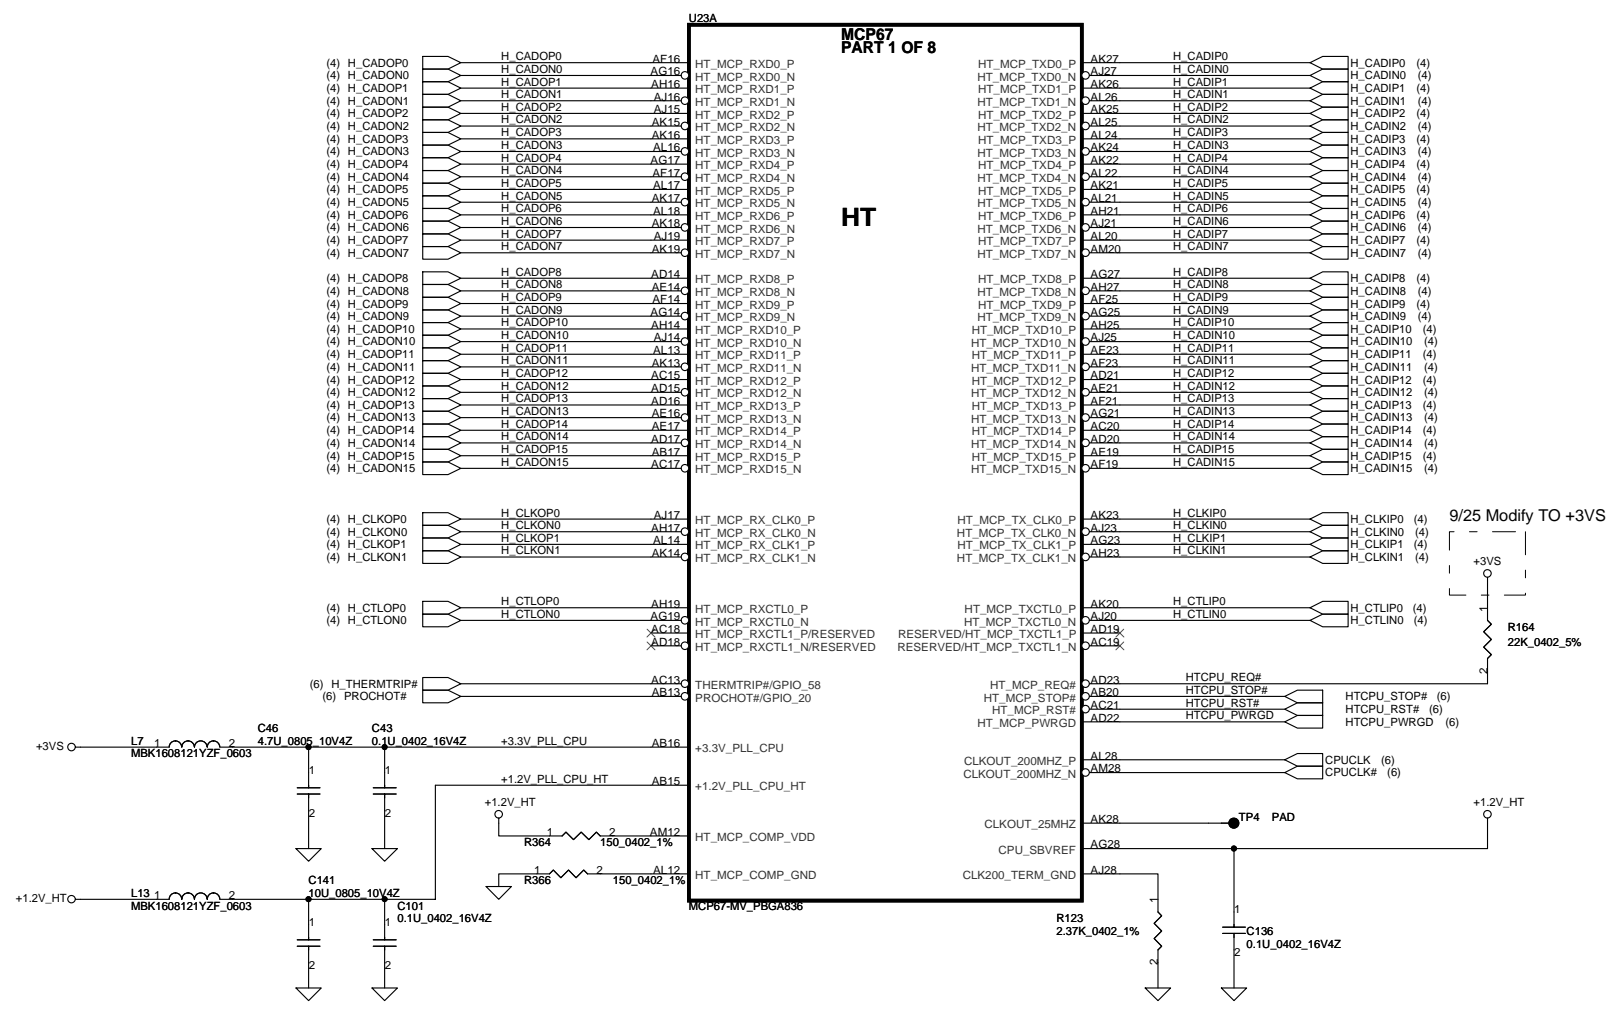 U23A
MCP67
PART 1 OF 8
HT
(4) H_CADOP0 H_CADOP0 AF16 HT_MCP_RXD0_P
(4) H_CADON0 H_CADON0 AG16 HT_MCP_RXD0_N
(4) H_CADOP1 H_CADOP1 AH16 HT_MCP_RXD1_P
(4) H_CADON1 H_CADON1 AJ16 HT_MCP_RXD1_N
(4) H_CADOP2 H_CADOP2 AJ15 HT_MCP_RXD2_P
(4) H_CADON2 H_CADON2 AK15 HT_MCP_RXD2_N
(4) H_CADOP3 H_CADOP3 AK16 HT_MCP_RXD3_P
(4) H_CADON3 H_CADON3 AL16 HT_MCP_RXD3_N
(4) H_CADOP4 H_CADOP4 AG17 HT_MCP_RXD4_P
(4) H_CADON4 H_CADON4 AF17 HT_MCP_RXD4_N
(4) H_CADOP5 H_CADOP5 AL17 HT_MCP_RXD5_P
(4) H_CADON5 H_CADON5 AK17 HT_MCP_RXD5_N
(4) H_CADOP6 H_CADOP6 AL18 HT_MCP_RXD6_P
(4) H_CADON6 H_CADON6 AK18 HT_MCP_RXD6_N
(4) H_CADOP7 H_CADOP7 AJ19 HT_MCP_RXD7_P
(4) H_CADON7 H_CADON7 AK19 HT_MCP_RXD7_N
(4) H_CADOP8 H_CADOP8 AD14 HT_MCP_RXD8_P
(4) H_CADON8 H_CADON8 AE14 HT_MCP_RXD8_N
(4) H_CADOP9 H_CADOP9 AF14 HT_MCP_RXD9_P
(4) H_CADON9 H_CADON9 AG14 HT_MCP_RXD9_N
(4) H_CADOP10 H_CADOP10 AH14 HT_MCP_RXD10_P
(4) H_CADON10 H_CADON10 AJ14 HT_MCP_RXD10_N
(4) H_CADOP11 H_CADOP11 AL13 HT_MCP_RXD11_P
(4) H_CADON11 H_CADON11 AK13 HT_MCP_RXD11_N
(4) H_CADOP12 H_CADOP12 AC15 HT_MCP_RXD12_P
(4) H_CADON12 H_CADON12 AD15 HT_MCP_RXD12_N
(4) H_CADOP13 H_CADOP13 AD16 HT_MCP_RXD13_P
(4) H_CADON13 H_CADON13 AE16 HT_MCP_RXD13_N
(4) H_CADOP14 H_CADOP14 AE17 HT_MCP_RXD14_P
(4) H_CADON14 H_CADON14 AD17 HT_MCP_RXD14_N
(4) H_CADOP15 H_CADOP15 AB17 HT_MCP_RXD15_P
(4) H_CADON15 H_CADON15 AC17 HT_MCP_RXD15_N
(4) H_CLKOP0 H_CLKOP0 AJ17 HT_MCP_RX_CLK0_P
(4) H_CLKON0 H_CLKON0 AH17 HT_MCP_RX_CLK0_N
(4) H_CLKOP1 H_CLKOP1 AL14 HT_MCP_RX_CLK1_P
(4) H_CLKON1 H_CLKON1 AK14 HT_MCP_RX_CLK1_N
(4) H_CTLOP0 H_CTLOP0 AH19 HT_MCP_RXCTL0_P
(4) H_CTLON0 H_CTLON0 AG19 HT_MCP_RXCTL0_N
AC18 HT_MCP_RXCTL1_P/RESERVED
AD18 HT_MCP_RXCTL1_N/RESERVED
(6) H_THERMTRIP# AC13 THERMTRIP#/GPIO_58
(6) PROCHOT# AB13 PROCHOT#/GPIO_20
HT_MCP_TXD0_P AK27 H_CADIP0 H_CADIP0 (4)
HT_MCP_TXD0_N AJ27 H_CADIN0 H_CADIN0 (4)
HT_MCP_TXD1_P AK26 H_CADIP1 H_CADIP1 (4)
HT_MCP_TXD1_N AL26 H_CADIN1 H_CADIN1 (4)
HT_MCP_TXD2_P AK25 H_CADIP2 H_CADIP2 (4)
HT_MCP_TXD2_N AL25 H_CADIN2 H_CADIN2 (4)
HT_MCP_TXD3_P AL24 H_CADIP3 H_CADIP3 (4)
HT_MCP_TXD3_N AK24 H_CADIN3 H_CADIN3 (4)
HT_MCP_TXD4_P AK22 H_CADIP4 H_CADIP4 (4)
HT_MCP_TXD4_N AL22 H_CADIN4 H_CADIN4 (4)
HT_MCP_TXD5_P AK21 H_CADIP5 H_CADIP5 (4)
HT_MCP_TXD5_N AL21 H_CADIN5 H_CADIN5 (4)
HT_MCP_TXD6_P AH21 H_CADIP6 H_CADIP6 (4)
HT_MCP_TXD6_N AJ21 H_CADIN6 H_CADIN6 (4)
HT_MCP_TXD7_P AL20 H_CADIP7 H_CADIP7 (4)
HT_MCP_TXD7_N AM20 H_CADIN7 H_CADIN7 (4)
HT_MCP_TXD8_P AG27 H_CADIP8 H_CADIP8 (4)
HT_MCP_TXD8_N AH27 H_CADIN8 H_CADIN8 (4)
HT_MCP_TXD9_P AF25 H_CADIP9 H_CADIP9 (4)
HT_MCP_TXD9_N AG25 H_CADIN9 H_CADIN9 (4)
HT_MCP_TXD10_P AH25 H_CADIP10 H_CADIP10 (4)
HT_MCP_TXD10_N AJ25 H_CADIN10 H_CADIN10 (4)
HT_MCP_TXD11_P AE23 H_CADIP11 H_CADIP11 (4)
HT_MCP_TXD11_N AF23 H_CADIN11 H_CADIN11 (4)
HT_MCP_TXD12_P AD21 H_CADIP12 H_CADIP12 (4)
HT_MCP_TXD12_N AE21 H_CADIN12 H_CADIN12 (4)
HT_MCP_TXD13_P AF21 H_CADIP13 H_CADIP13 (4)
HT_MCP_TXD13_N AG21 H_CADIN13 H_CADIN13 (4)
HT_MCP_TXD14_P AC20 H_CADIP14 H_CADIP14 (4)
HT_MCP_TXD14_N AD20 H_CADIN14 H_CADIN14 (4)
HT_MCP_TXD15_P AE19 H_CADIP15 H_CADIP15 (4)
HT_MCP_TXD15_N AF19 H_CADIN15 H_CADIN15 (4)
HT_MCP_TX_CLK0_P AK23 H_CLKIP0 H_CLKIP0 (4)
HT_MCP_TX_CLK0_N AJ23 H_CLKIN0 H_CLKIN0 (4)
HT_MCP_TX_CLK1_P AG23 H_CLKIP1 H_CLKIP1 (4)
HT_MCP_TX_CLK1_N AH23 H_CLKIN1 H_CLKIN1 (4)
HT_MCP_TXCTL0_P AK20 H_CTLIP0 H_CTLIP0 (4)
HT_MCP_TXCTL0_N AJ20 H_CTLIN0 H_CTLIN0 (4)
RESERVED/HT_MCP_TXCTL1_P AD19
RESERVED/HT_MCP_TXCTL1_N AC19
9/25 Modify TO +3VS
+3VS
1
R164
22K_0402_5%
2
HT_MCP_REQ# AD23 HTCPU_REQ#
HT_MCP_STOP# AB20 HTCPU_STOP# HTCPU_STOP# (6)
HT_MCP_RST# AC21 HTCPU_RST# HTCPU_RST# (6)
HT_MCP_PWRGD AD22 HTCPU_PWRGD HTCPU_PWRGD (6)
CLKOUT_200MHZ_P AL28 CPUCLK (6)
CLKOUT_200MHZ_N AM28 CPUCLK# (6)
CLKOUT_25MHZ AK28 TP4 PAD
+1.2V_HT
CPU_SBVREF AG28
CLK200_TERM_GND AJ28
1
C136
0.1U_0402_16V4Z
2
R123
2.37K_0402_1%
1
2
+3VS L7 1 2
MBK1608121YZF_0603
C46
4.7U_0805_10V4Z
1
2
C43
0.1U_0402_16V4Z
1
2
+3.3V_PLL_CPU AB16 +3.3V_PLL_CPU
+1.2V_PLL_CPU_HT AB15 +1.2V_PLL_CPU_HT
+1.2V_HT
R364 1 2 150_0402_1% AM12 HT_MCP_COMP_VDD
R366 1 2 150_0402_1% AL12 HT_MCP_COMP_GND
+1.2V_HT L13 1 2
MBK1608121YZF_0603
C141
10U_0805_10V4Z
1
2
C101
0.1U_0402_16V4Z
1
2
MCP67-MV_PBGA836